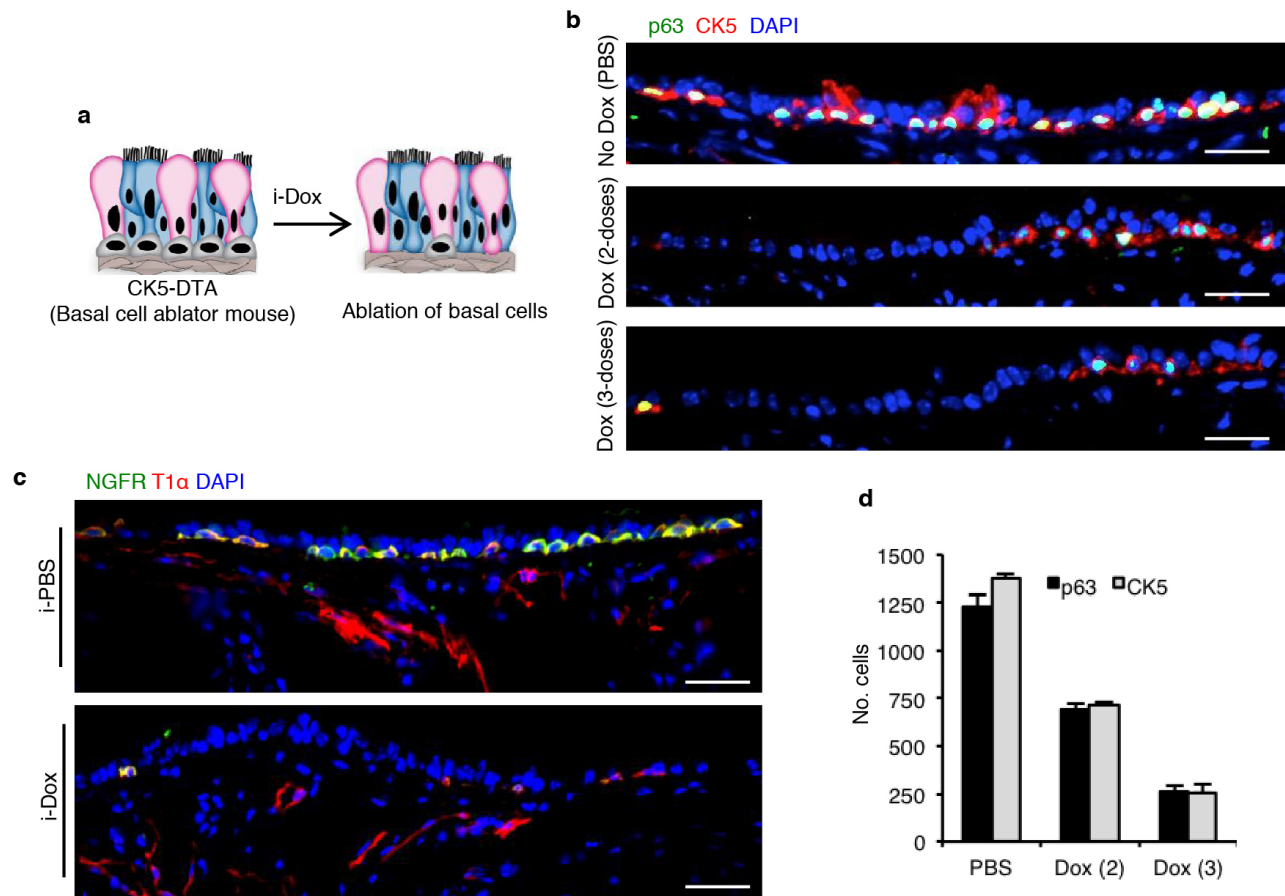 a
i-Dox
CK5-DTA
(Basal cell ablator mouse)
Ablation of basal cells
b
p63 CK5 DAPI
No Dox (PBS)
Dox (2-doses)
Dox (3-doses)
c
NGFR T1α DAPI
i-PBS
i-Dox
d
No. cells
1500
1250
1000
750
500
250
0
p63 CK5
PBS Dox (2) Dox (3)